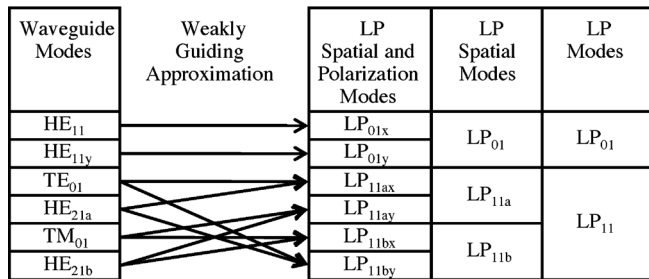 Waveguide Modes
Weakly Guiding Approximation
LP Spatial and Polarization Modes
LP Spatial Modes
LP Modes
HE11
LP01x
LP01
LP01
HE11y
LP01y
TE01
LP11ax
LP11a
LP11
HE21a
LP11ay
TM01
LP11bx
LP11b
HE21b
LP11by